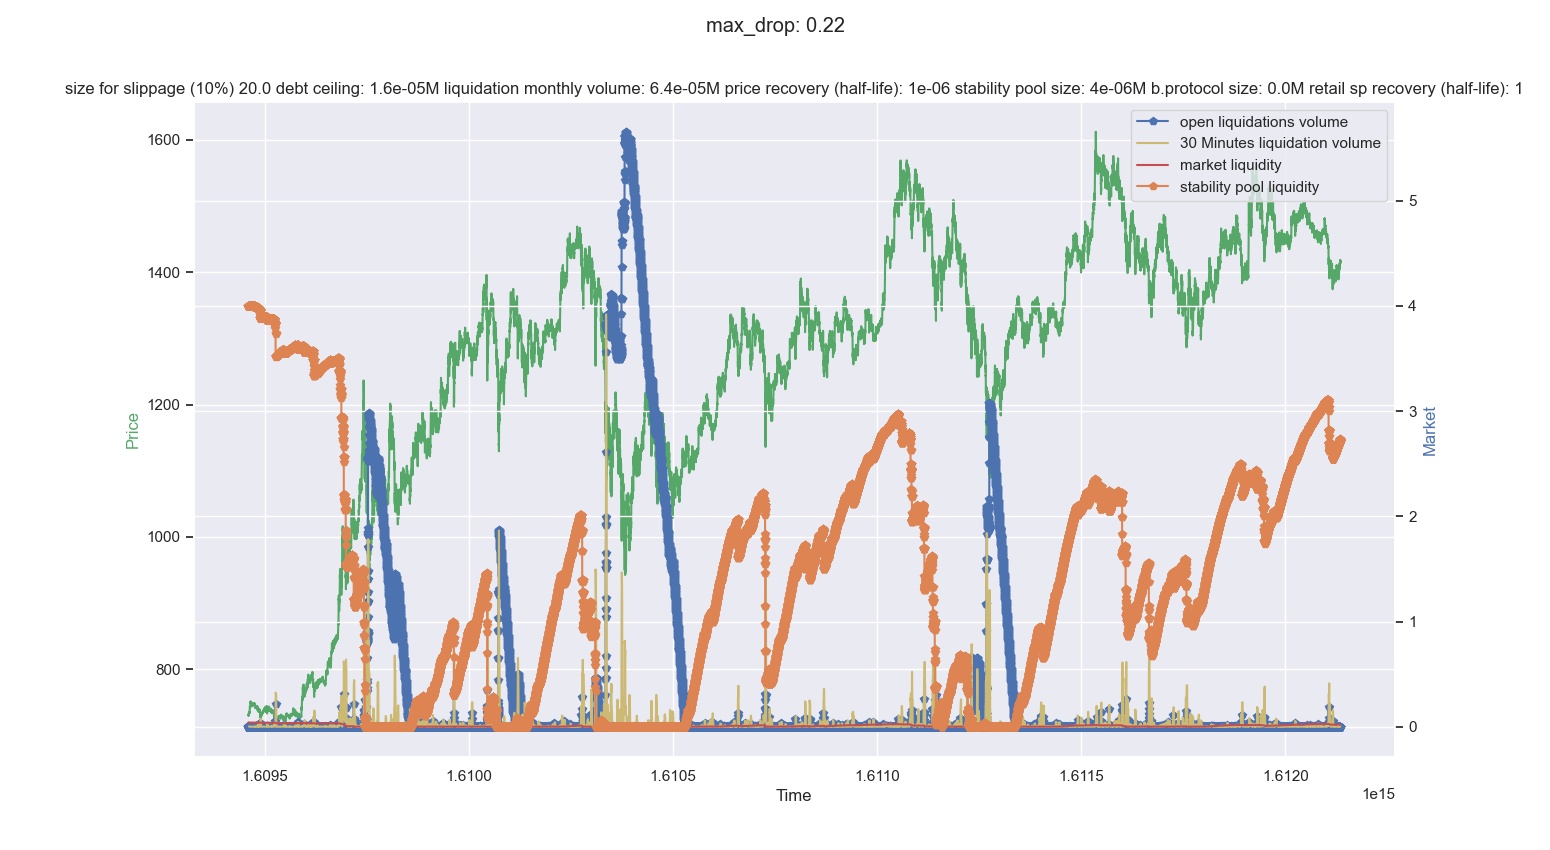 max_drop: 0.22
size for slippage (10%) 20.0 debt ceiling: 1.6e-05M liquidation monthly volume: 6.4e-05M price recovery (half-life): 1e-06 stability pool size: 4e-06M b.protocol size: 0.0M retail sp recovery (half-life): 1
open liquidations volume
30 Minutes liquidation volume
market liquidity
stability pool liquidity
1600
1400
1200
1000
800
Price
5
4
3
2
1
0
Market
1.6095 1.6100 1.6105 1.6110 1.6115 1.6120
Time
1e15